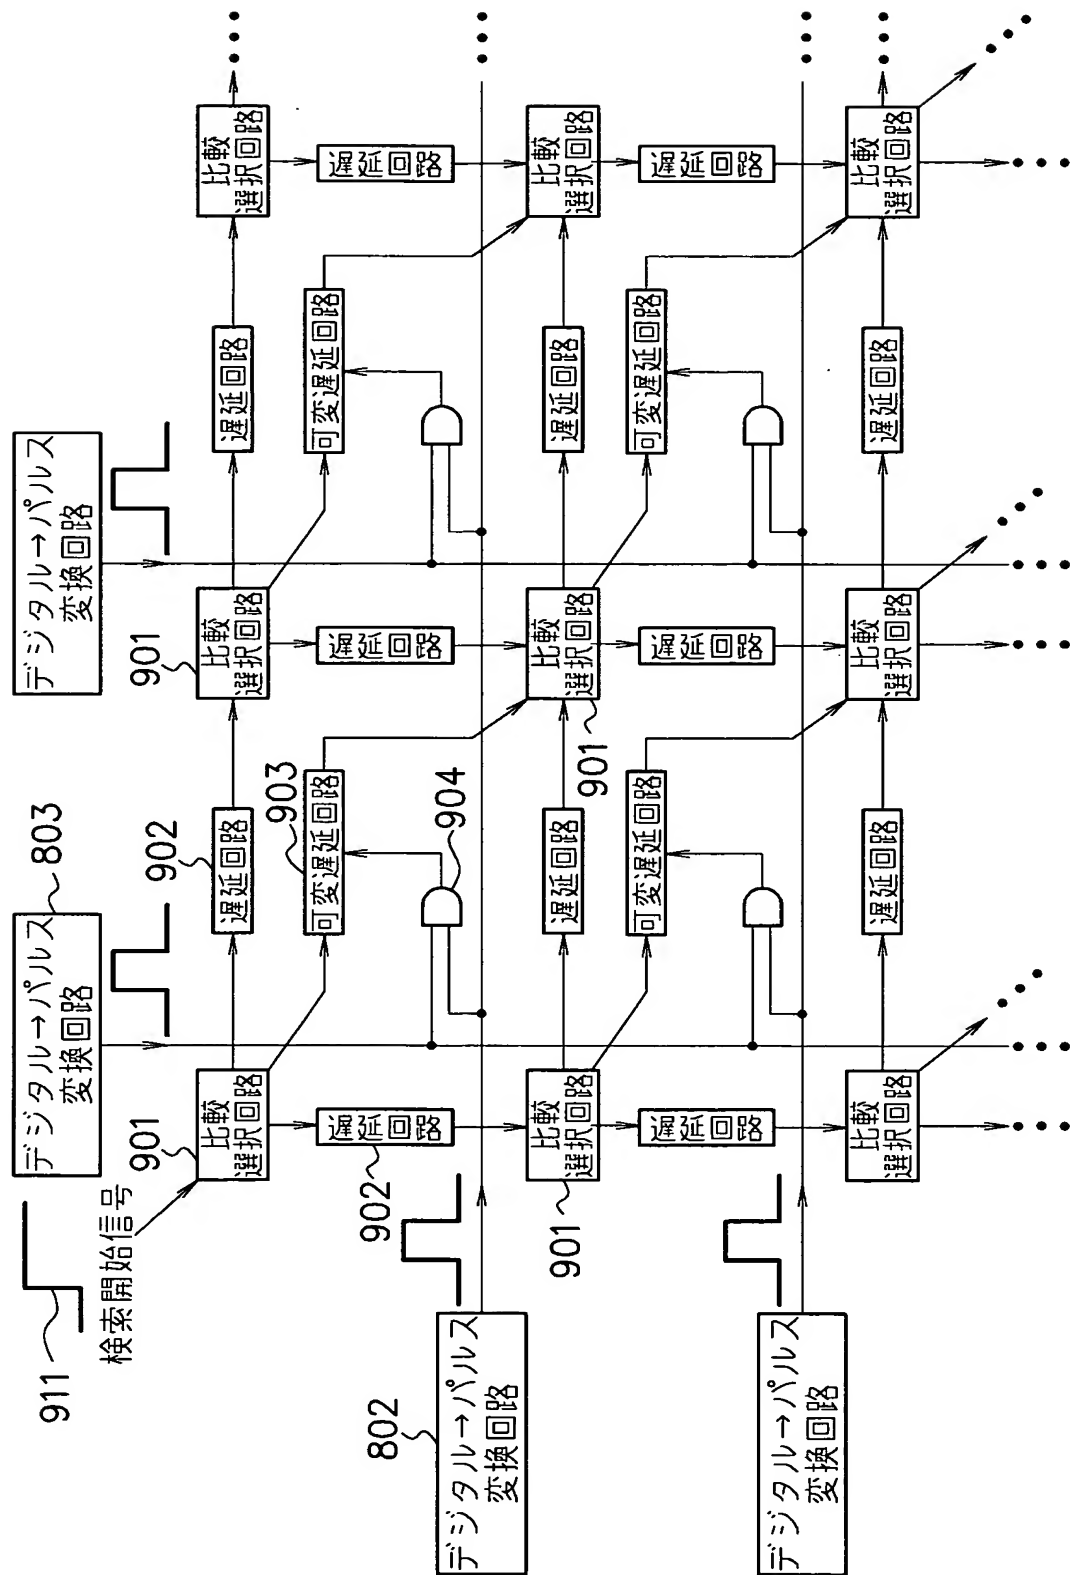 911
デジタル→パルス
変換回路
803
デジタル→パルス
変換回路
検索開始信号
901
902
901
比較
選択回路
遅延回路
比較
選択回路
遅延回路
比較
選択回路
903
遅延回路
可変遅延回路
遅延回路
可変遅延回路
遅延回路
902
904
802
デジタル→パルス
変換回路
901
比較
選択回路
遅延回路
比較
選択回路
901
遅延回路
比較
選択回路
遅延回路
可変遅延回路
遅延回路
可変遅延回路
遅延回路
デジタル→パルス
変換回路
比較
選択回路
遅延回路
比較
選択回路
遅延回路
比較
選択回路